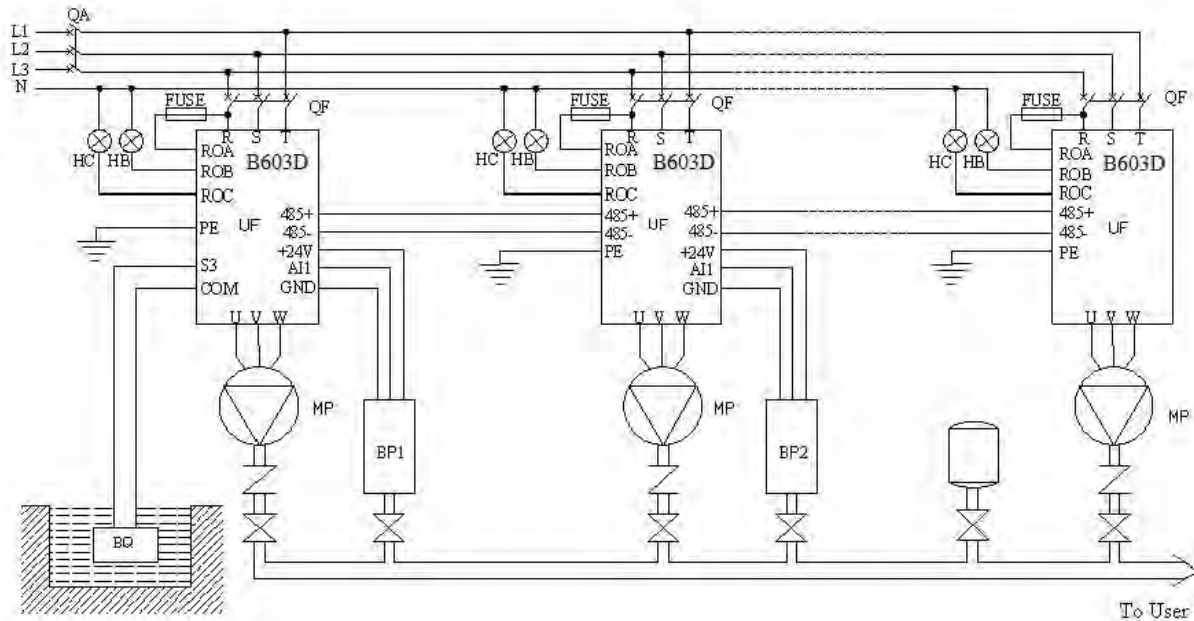 QA
L1
L2
L3
N
FUSE
QF
FUSE
QF
FUSE
QF
HC HB
R S T
ROA B603D
ROB
ROC
HC HB
R S T
ROA B603D
ROB
ROC
HC HB
R S T
ROA B603D
ROB
ROC
UF
485+
485-
+24V
AI1
GND
PE
S3
COM
485+
485-
PE
UF
485+
485-
+24V
AI1
GND
485+
485-
PE
UF
U V W
U V W
U V W
MP
BP1
MP
BP2
MP
BQ
To User